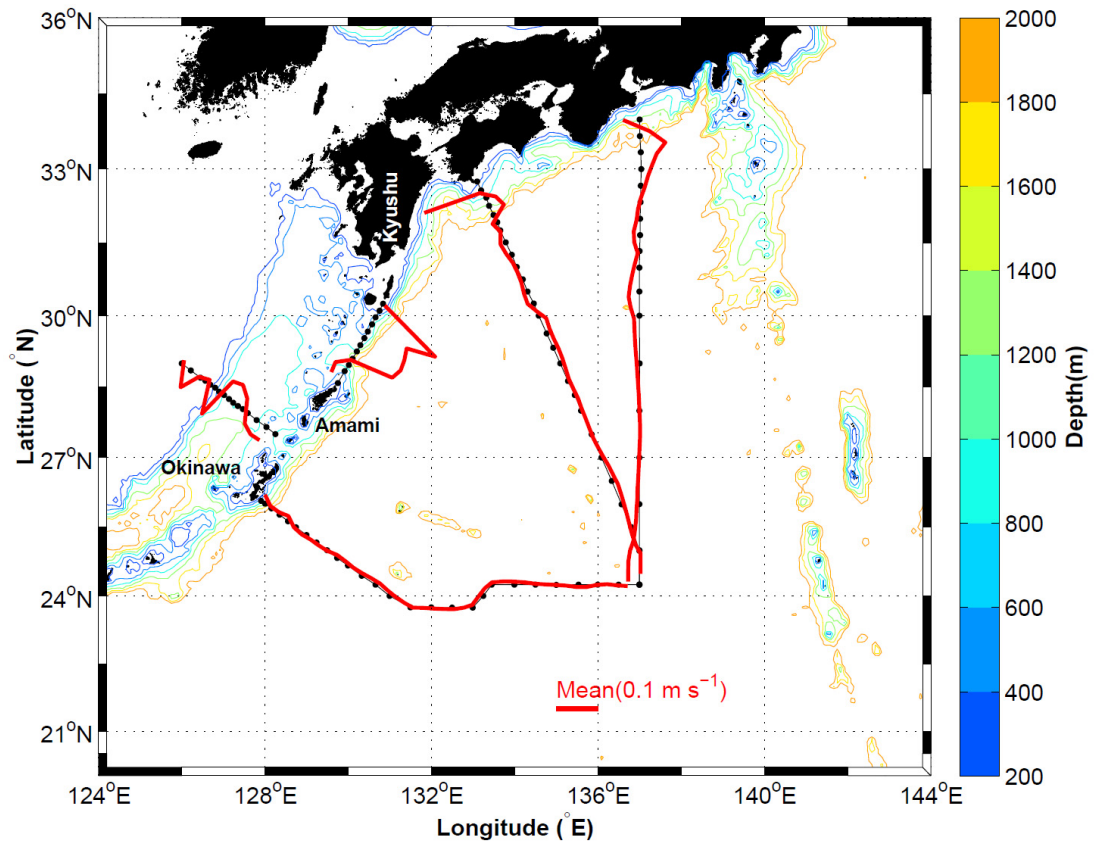 36°N
33°N
30°N
27°N
24°N
21°N
Latitude (°N)
124°E
128°E
132°E
136°E
140°E
144°E
Longitude (°E)
Kyushu
Amami
Okinawa
Mean(0.1 m s⁻¹)
2000
1800
1600
1400
1200
1000
800
600
400
200
Depth(m)